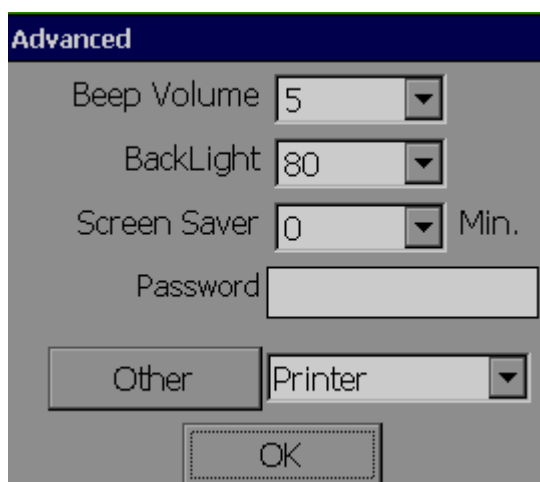 Advanced
Beep Volume 5
BackLight 80
Screen Saver 0 Min.
Password
Other Printer
OK